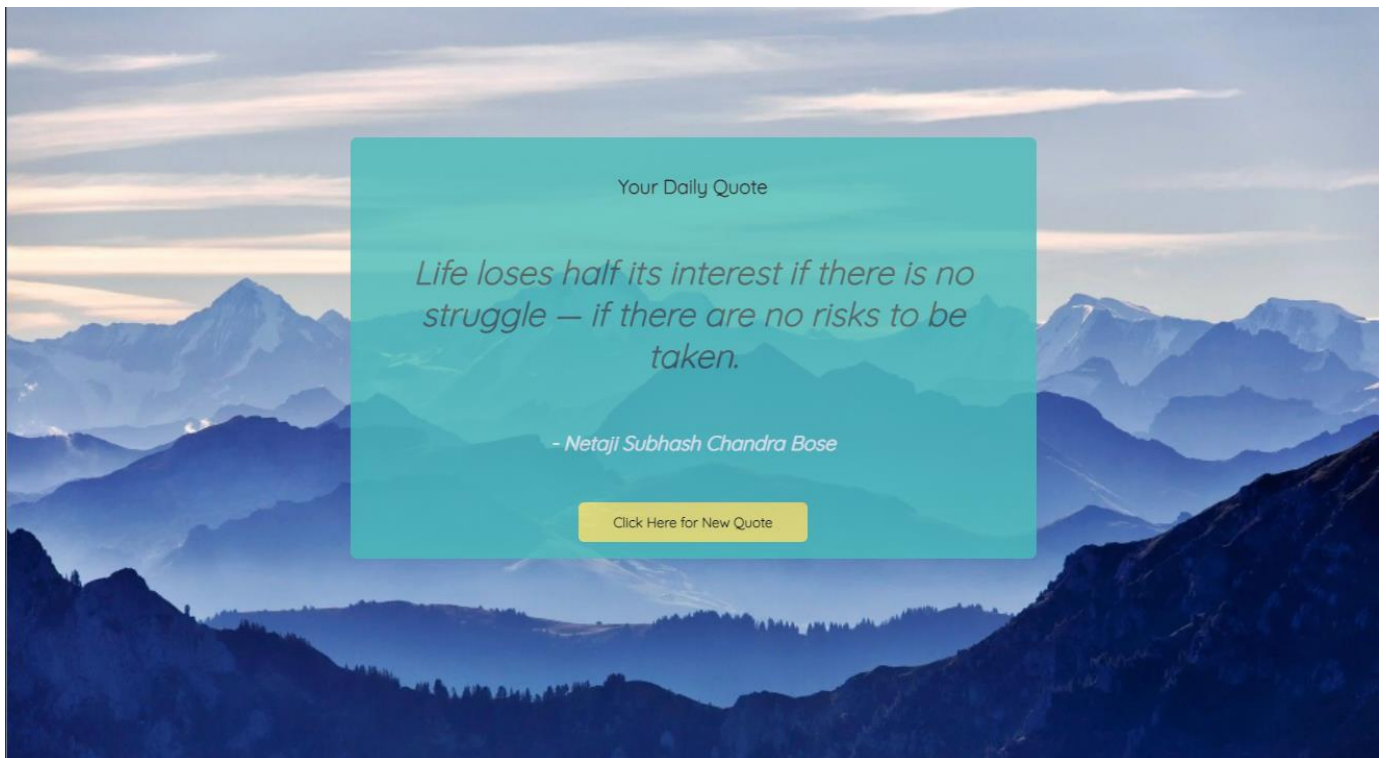 Your Daily Quote
Life loses half its interest if there is no
struggle — if there are no risks to be
taken.
- Netaji Subhash Chandra Bose
Click Here for New Quote